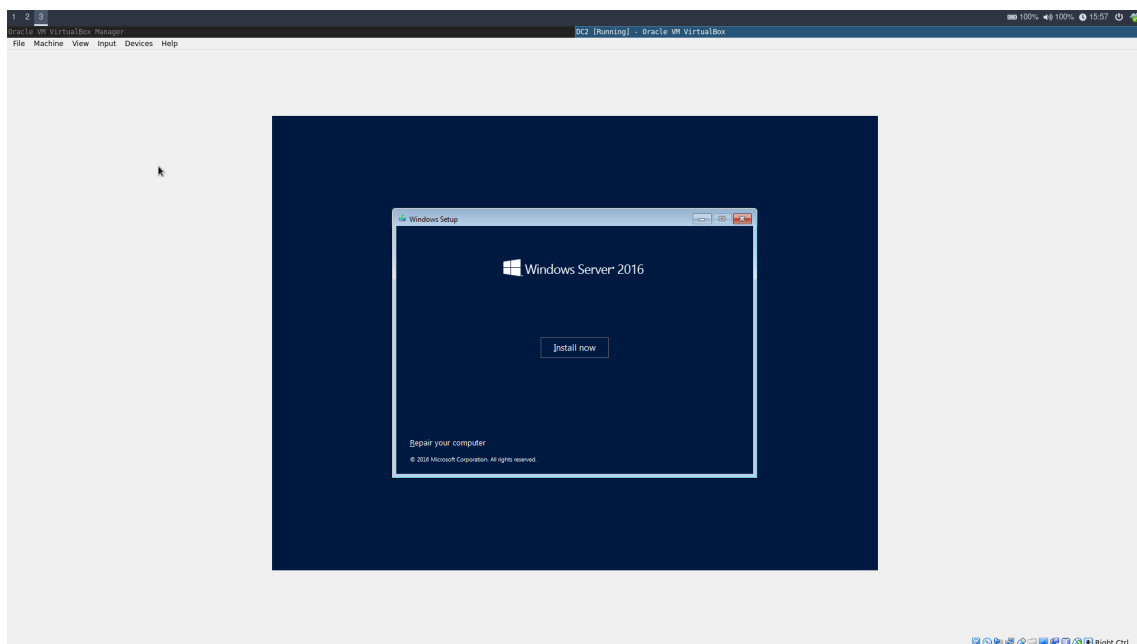 1 2 3
100% 100% 15:57
Oracle VM VirtualBox Manager
DC2 [Running] - Oracle VM VirtualBox
File Machine View Input Devices Help
Windows Setup
Windows Server 2016
Install now
Repair your computer
© 2016 Microsoft Corporation. All rights reserved.
Right Ctrl